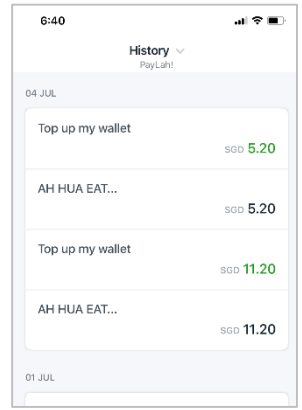 6:40
History
PayLah!
04 JUL
Top up my wallet
SGD 5.20
AH HUA EAT...
SGD 5.20
Top up my wallet
SGD 11.20
AH HUA EAT...
SGD 11.20
01 JUL